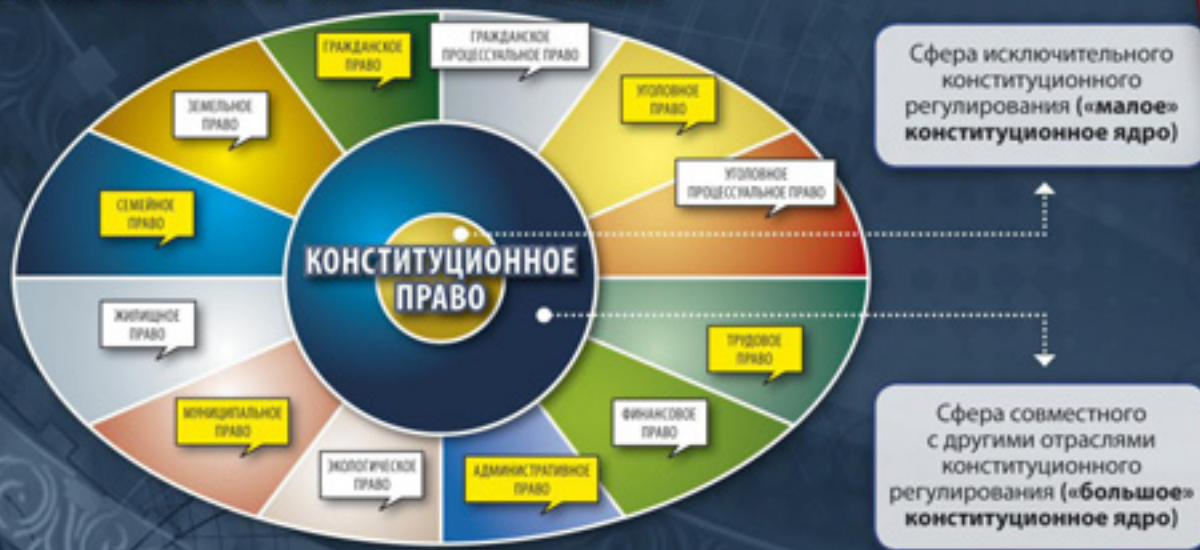 ГРАЖДАНСКОЕ
ПРАВО
ГРАЖДАНСКОЕ
ПРОЦЕССУАЛЬНОЕ ПРАВО
УГОЛОВНОЕ
ПРАВО
УГОЛОВНОЕ
ПРОЦЕССУАЛЬНОЕ ПРАВО
ЗЕМЕЛЬНОЕ
ПРАВО
СЕМЕЙНОЕ
ПРАВО
КОНСТИТУЦИОННОЕ
ПРАВО
ЖИЛИЩНОЕ
ПРАВО
ТРУДОВОЕ
ПРАВО
МУНИЦИПАЛЬНОЕ
ПРАВО
ФИНАНСОВОЕ
ПРАВО
ЭКОЛОГИЧЕСКОЕ
ПРАВО
АДМИНИСТРАТИВНОЕ
ПРАВО
Сфера исключительного
конституционного
регулирования («малое»
конституционное ядро)
Сфера совместного
с другими отраслями
конституционного
регулирования («большое»
конституционное ядро)